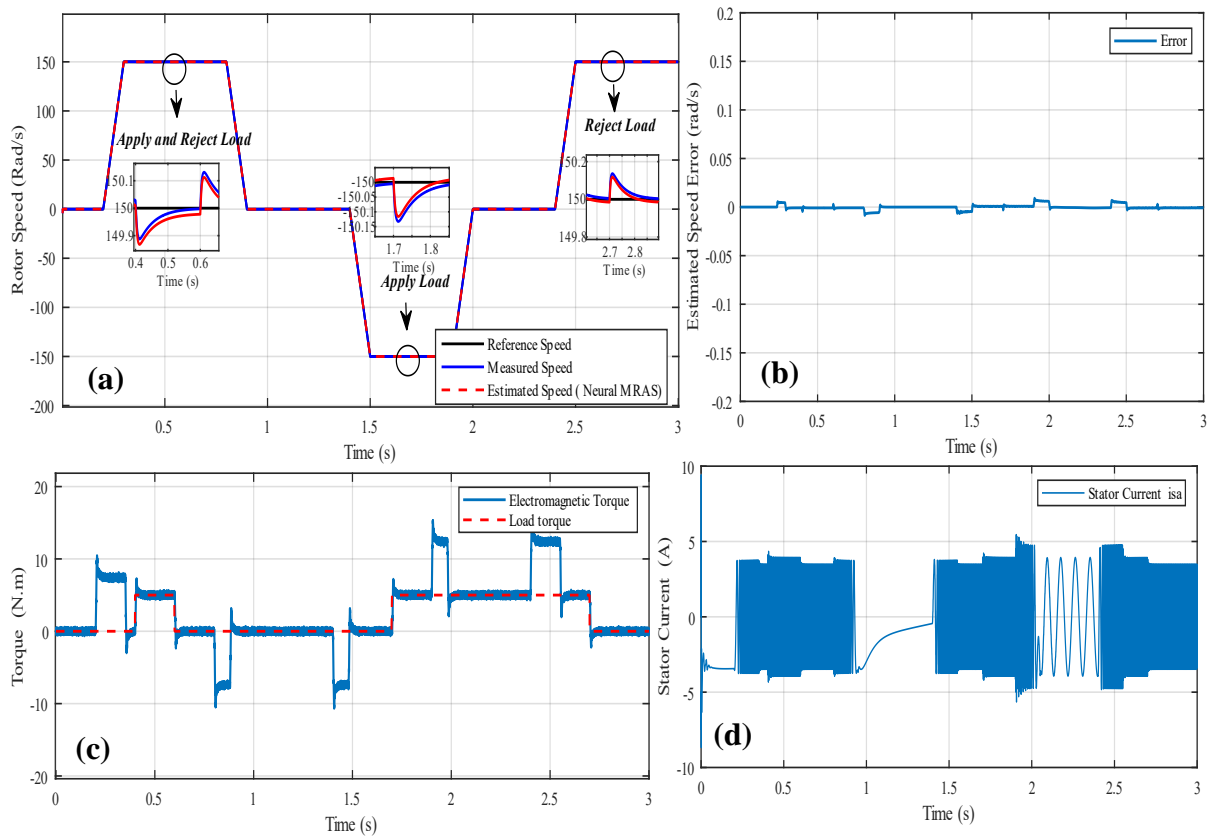 200
150
100
50
0
-50
-100
-150
-200
Rotor Speed (Rad/s)
0.5
1
1.5
2
2.5
3
Time (s)
Apply and Reject Load
150.1
150
149.9
0.4
0.5
0.6
Time (s)
-150
-150.05
-150.1
-150.15
1.7
1.8
Time (s)
Apply Load
Reject Load
150.2
150
149.8
2.7
2.8
Time (s)
Reference Speed
Measured Speed
Estimated Speed ( Neural MRAS)
(a)
0.2
0.15
0.1
0.05
0
-0.05
-0.1
-0.15
-0.2
Estimated Speed Error (rad/s)
0
0.5
1
1.5
2
2.5
3
Time (s)
Error
(b)
20
10
0
-10
-20
Torque (N.m)
0
0.5
1
1.5
2
2.5
3
Time (s)
Electromagnetic Torque
Load torque
(c)
10
5
0
-5
-10
Stator Current (A)
0
0.5
1
1.5
2
2.5
3
Time (s)
Stator Current isa
(d)